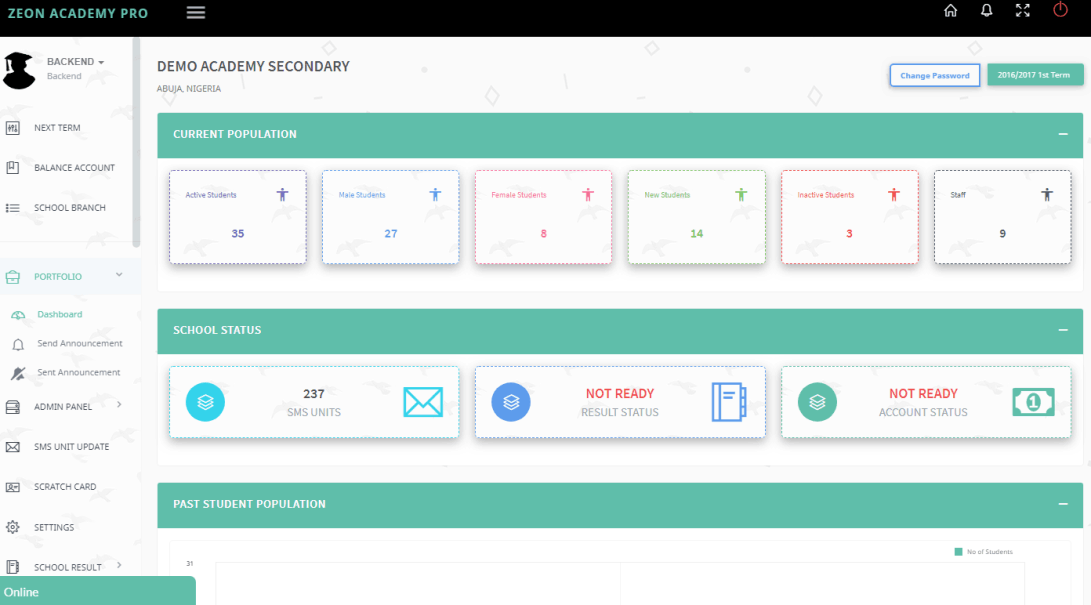 ZEON ACADEMY PRO
BACKEND
Backend
NEXT TERM
BALANCE ACCOUNT
SCHOOL BRANCH
PORTFOLIO
Dashboard
Send Announcement
Sent Announcement
ADMIN PANEL
SMS UNIT UPDATE
SCRATCH CARD
SETTINGS
SCHOOL RESULT
Online
DEMO ACADEMY SECONDARY
ABUJA, NIGERIA
Change Password
2016/2017 1st Term
CURRENT POPULATION
Active Students
35
Male Students
27
Female Students
8
New Students
14
Inactive Students
3
Staff
9
SCHOOL STATUS
237
SMS UNITS
NOT READY
RESULT STATUS
NOT READY
ACCOUNT STATUS
1
PAST STUDENT POPULATION
No of Students
31